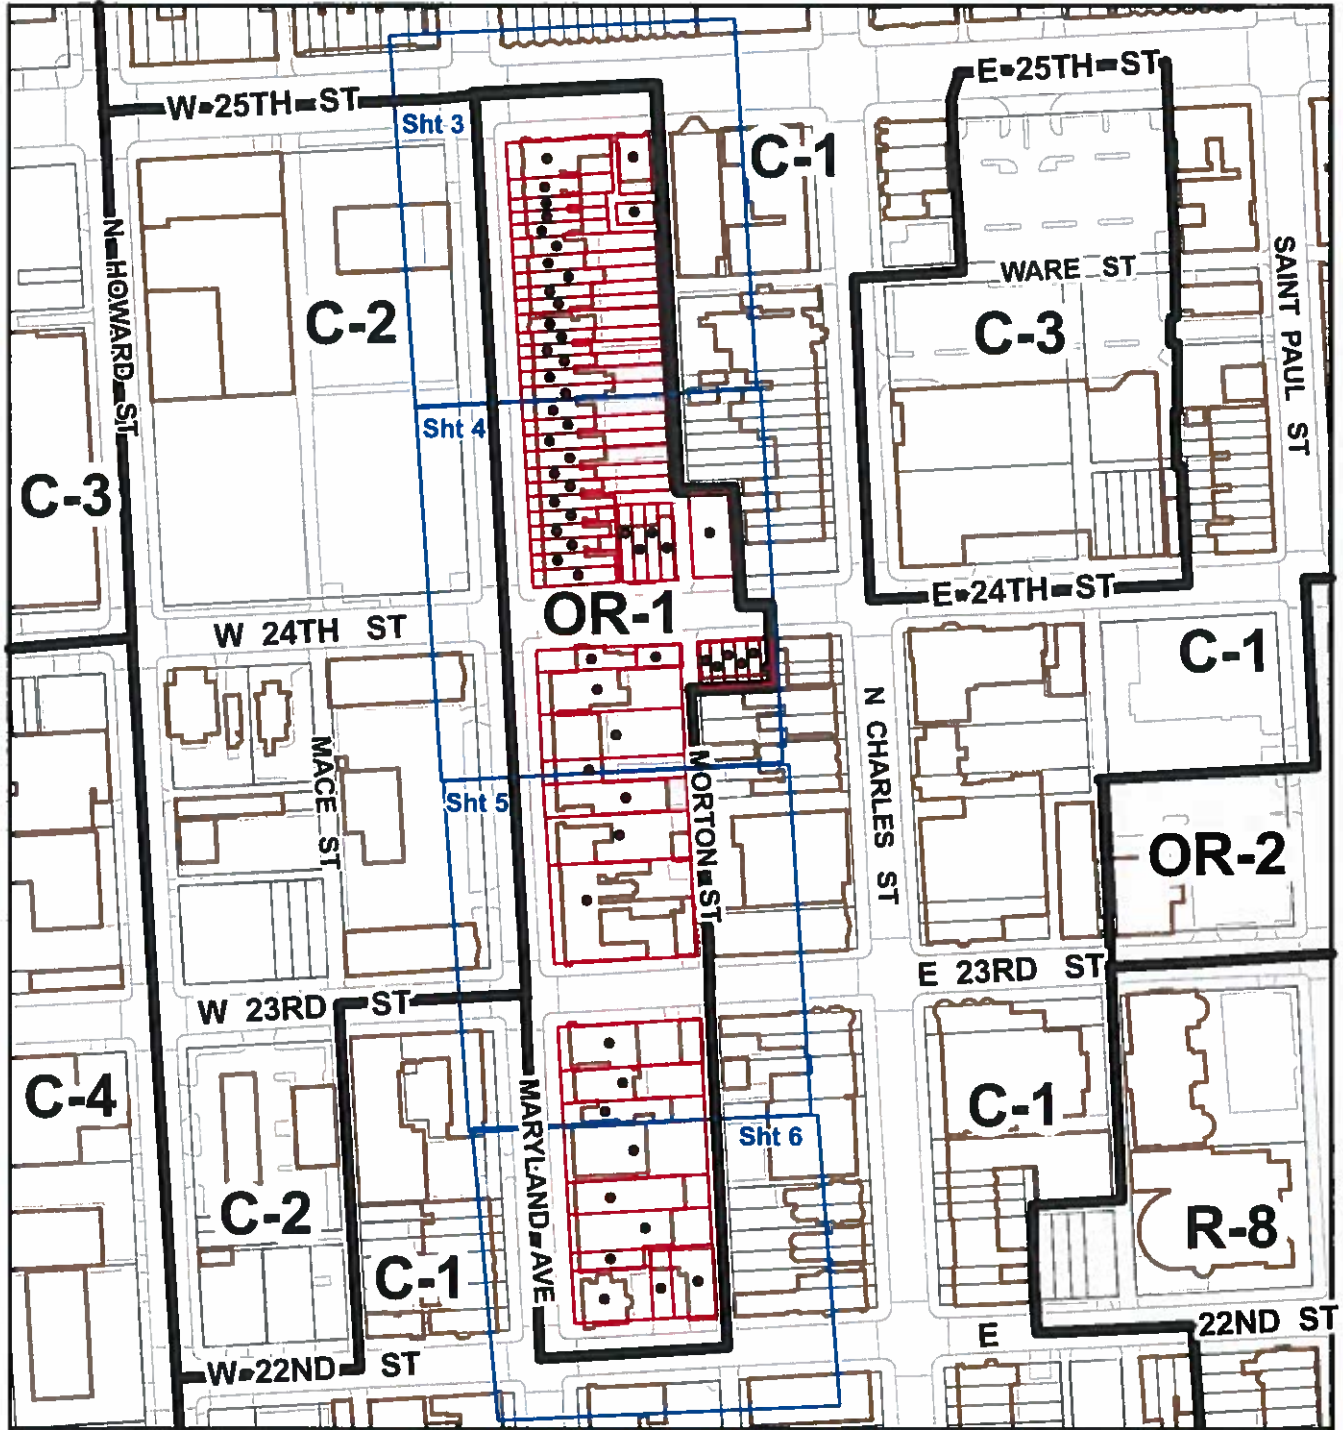 E 25TH ST
W 25TH ST
Sht 3
C-1
N HOWARD ST
SAINT PAUL ST
WARE ST
C-2
C-3
Sht 4
C-3
E 24TH ST
OR-1
W 24TH ST
C-1
N CHARLES ST
MACE ST
MORTON ST
Sht 5
OR-2
E 23RD ST
W 23RD ST
C-4
C-1
MARYLAND AVE
Sht 6
C-2
R-8
C-1
E 22ND ST
W 22ND ST